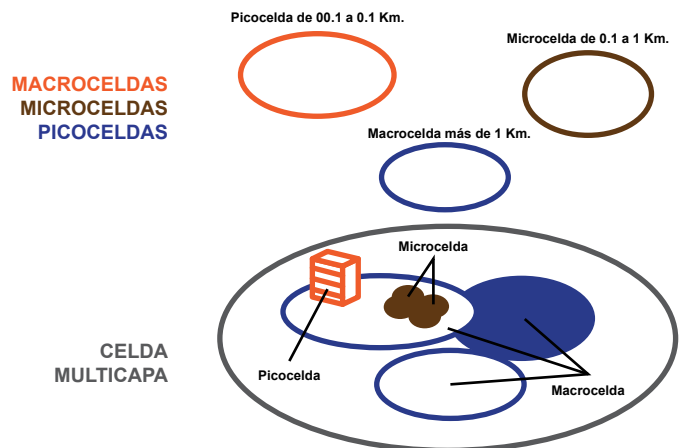 Picocelda de 00.1 a 0.1 Km.
Microcelda de 0.1 a 1 Km.
MACROCELDAS
MICROCELDAS
PICOCELDAS
Macrocelda más de 1 Km.
Microcelda
CELDA
MULTICAPA
Picocelda
Macrocelda